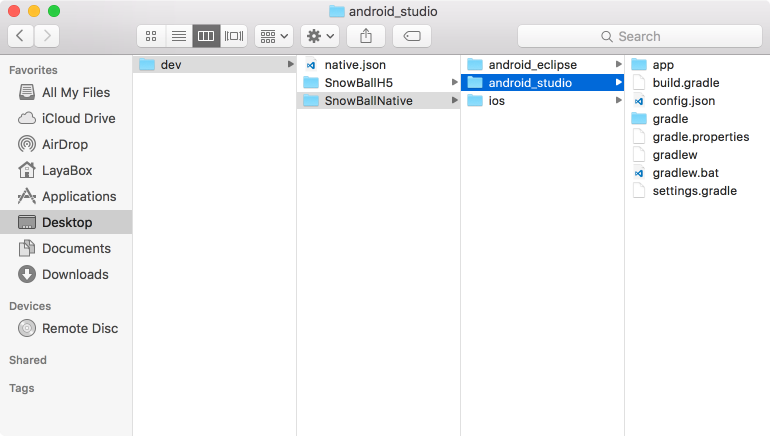 android_studio
Search
Favorites
All My Files
iCloud Drive
AirDrop
LayaBox
Applications
Desktop
Documents
Downloads
Devices
Remote Disc
Shared
Tags
dev
native.json
SnowBallH5
SnowBallNative
android_eclipse
android_studio
ios
app
build.gradle
config.json
gradle
gradle.properties
gradlew
gradlew.bat
settings.gradle